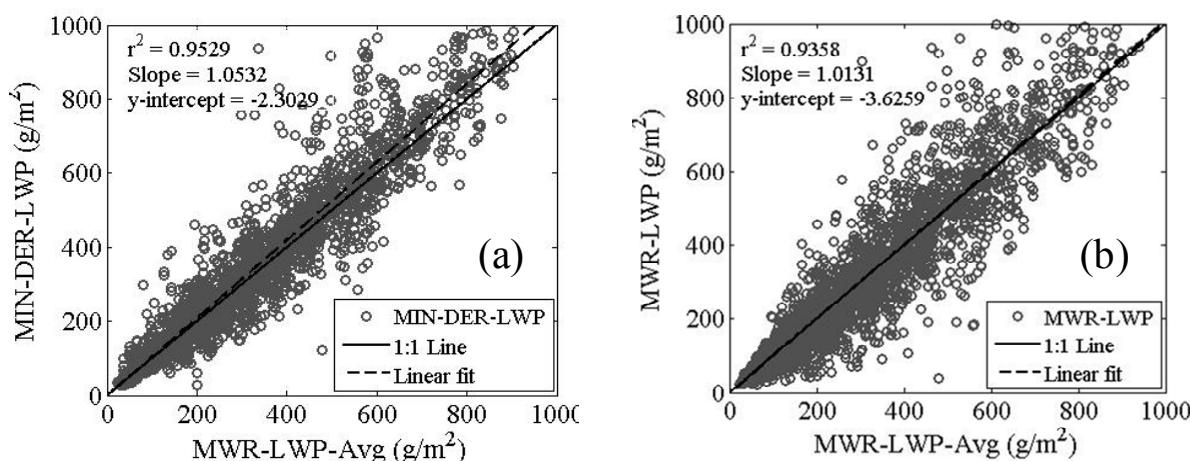 1000
800
600
400
200
0
MIN-DER-LWP (g/m²)
r² = 0.9529
Slope = 1.0532
y-intercept = -2.3029
(a)
MIN-DER-LWP
1:1 Line
Linear fit
0 200 400 600 800 1000
MWR-LWP-Avg (g/m²)
1000
800
600
400
200
0
MWR-LWP (g/m²)
r² = 0.9358
Slope = 1.0131
y-intercept = -3.6259
(b)
MWR-LWP
1:1 Line
Linear fit
0 200 400 600 800 1000
MWR-LWP-Avg (g/m²)